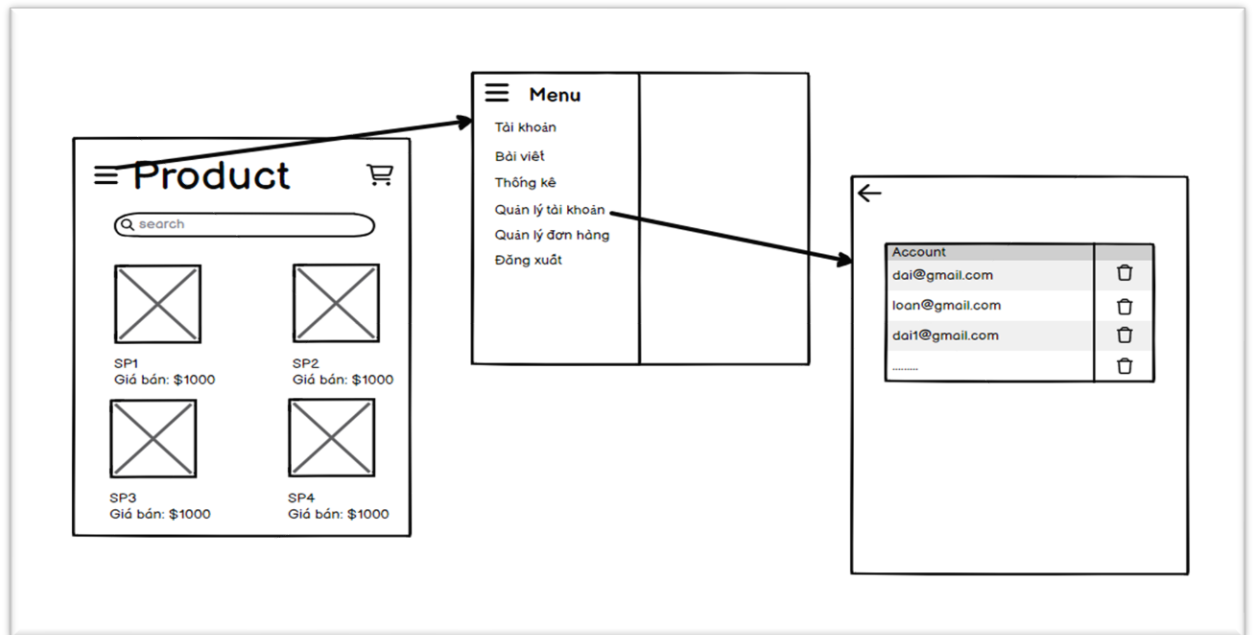 Product
search
SP1
Giá bán: $1000
SP2
Giá bán: $1000
SP3
Giá bán: $1000
SP4
Giá bán: $1000
Menu
Tài khoản
Bài viết
Thống kê
Quản lý tài khoản
Quản lý đơn hàng
Đăng xuất
Account
dai@gmail.com
loan@gmail.com
dai1@gmail.com
.........